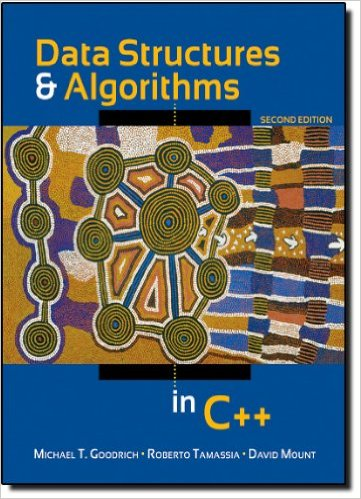 Data Structures
& Algorithms
SECOND EDITION
in C++
MICHAEL T. GOODRICH • ROBERTO TAMASSIA • DAVID MOUNT